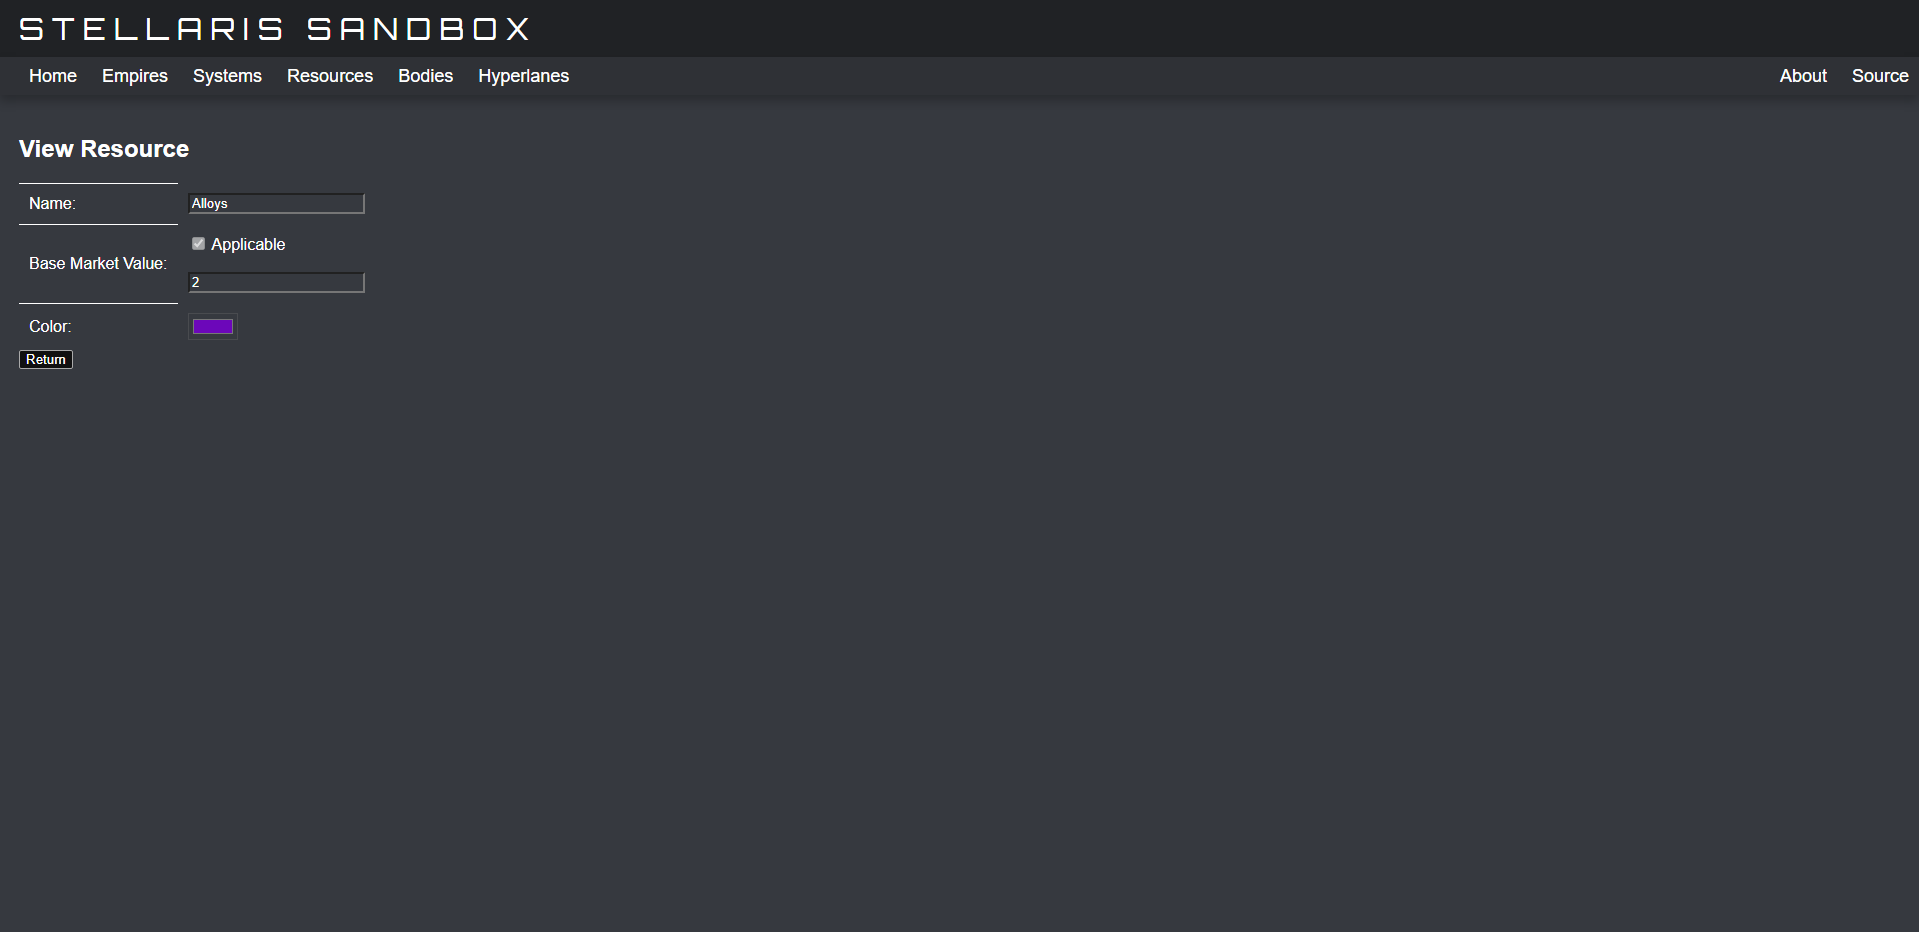 STELLARIS SANDBOX
Home Empires Systems Resources Bodies Hyperlanes About Source
View Resource
Name: Alloys
Applicable
Base Market Value:
2
Color:
Return